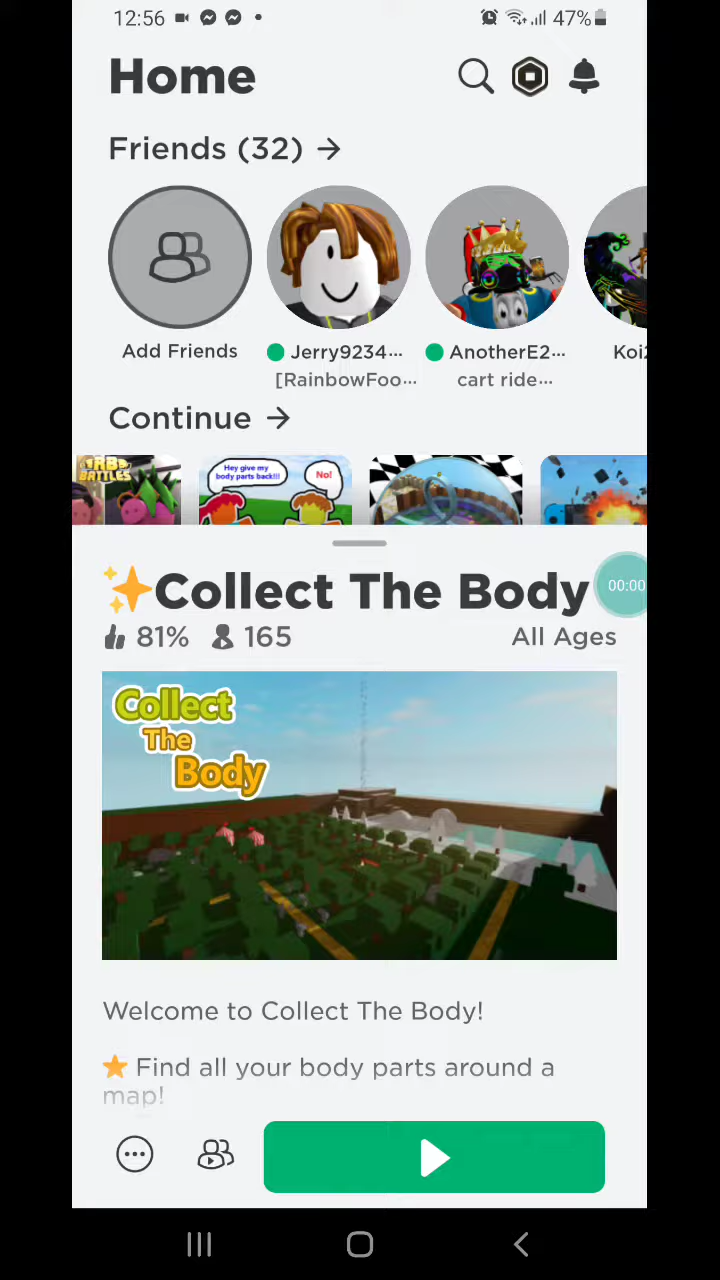 12:56
47%
Home
Friends (32) →
Add Friends
Jerry9234...
[RainbowFoo...
AnotherE2...
cart ride...
Koi2
Continue →
RB
BATTLES
Hey give my
body parts back!!!
No!
✨Collect The Body
00:00
81%
165
All Ages
Collect
The
Body
Welcome to Collect The Body!
⭐ Find all your body parts around a
map!